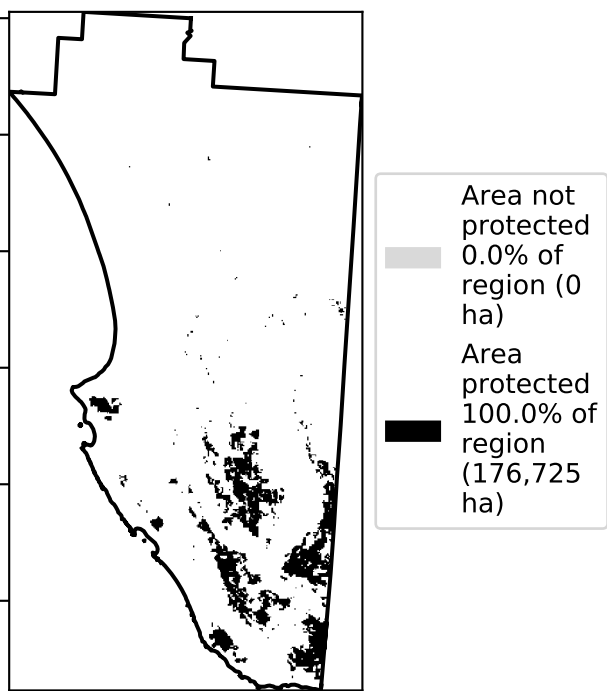 Area not
protected
0.0% of
region (0
ha)
Area
protected
100.0% of
region
(176,725
ha)